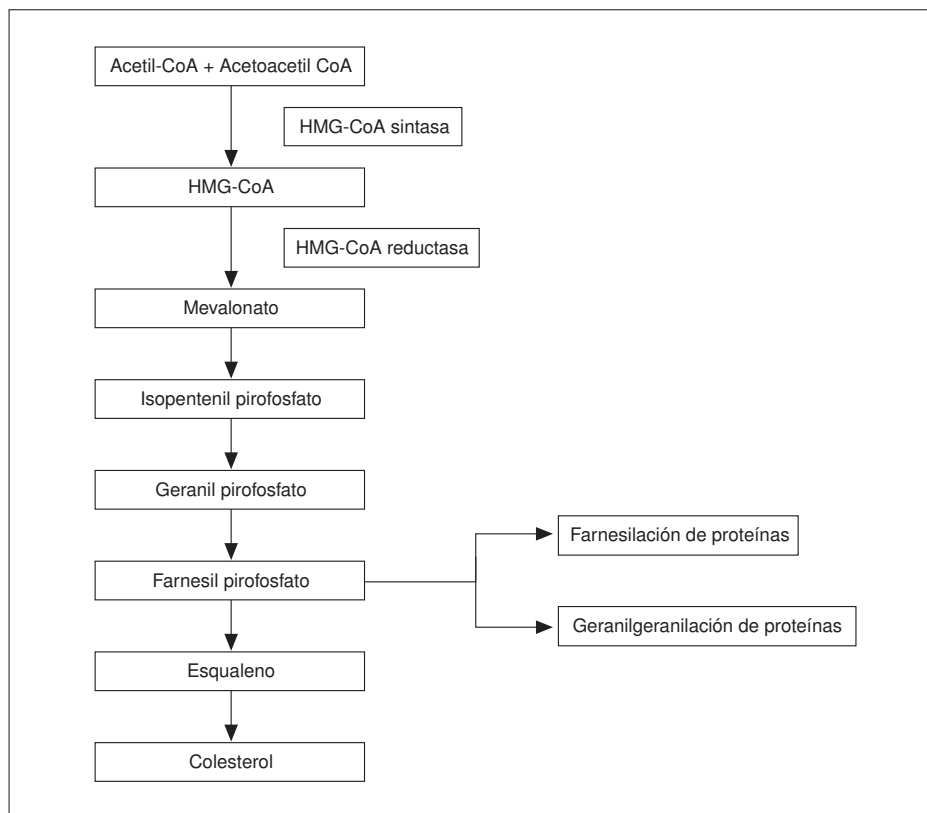 Acetil-CoA + Acetoacetil CoA
HMG-CoA sintasa
HMG-CoA
HMG-CoA reductasa
Mevalonato
Isopentenil pirofosfato
Geranil pirofosfato
Farnesilación de proteínas
Farnesil pirofosfato
Geranilgeranilación de proteínas
Esqualeno
Colesterol